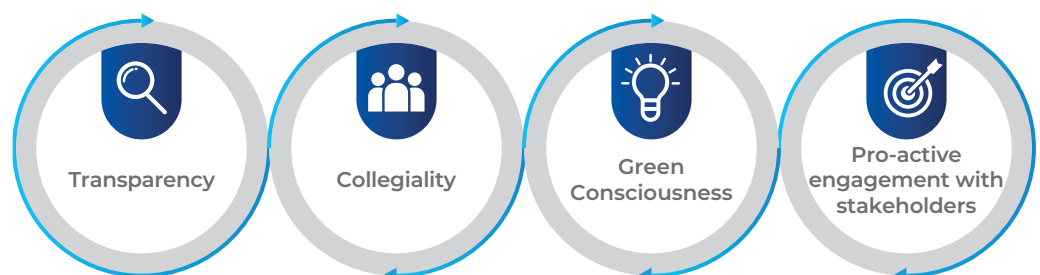 Transparency
Collegiality
Green
Consciousness
Pro-active
engagement with
stakeholders